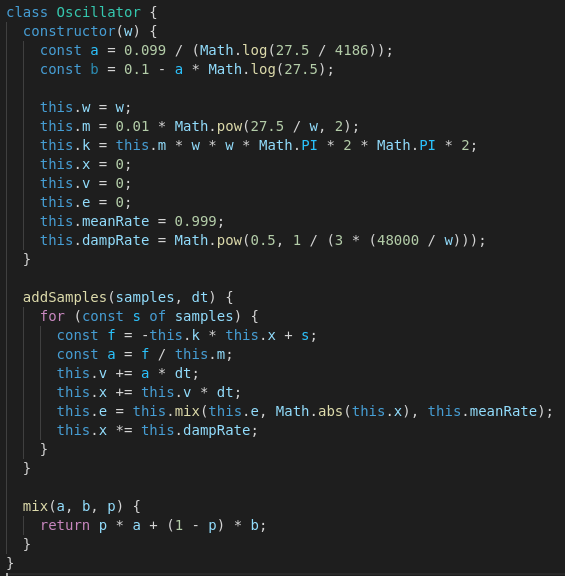 class Oscillator {
  constructor(w) {
    const a = 0.099 / (Math.log(27.5 / 4186));
    const b = 0.1 - a * Math.log(27.5);

    this.w = w;
    this.m = 0.01 * Math.pow(27.5 / w, 2);
    this.k = this.m * w * w * Math.PI * 2 * Math.PI * 2;
    this.x = 0;
    this.v = 0;
    this.e = 0;
    this.meanRate = 0.999;
    this.dampRate = Math.pow(0.5, 1 / (3 * (48000 / w)));
  }

  addSamples(samples, dt) {
    for (const s of samples) {
      const f = -this.k * this.x + s;
      const a = f / this.m;
      this.v += a * dt;
      this.x += this.v * dt;
      this.e = this.mix(this.e, Math.abs(this.x), this.meanRate);
      this.x *= this.dampRate;
    }
  }

  mix(a, b, p) {
    return p * a + (1 - p) * b;
  }
}